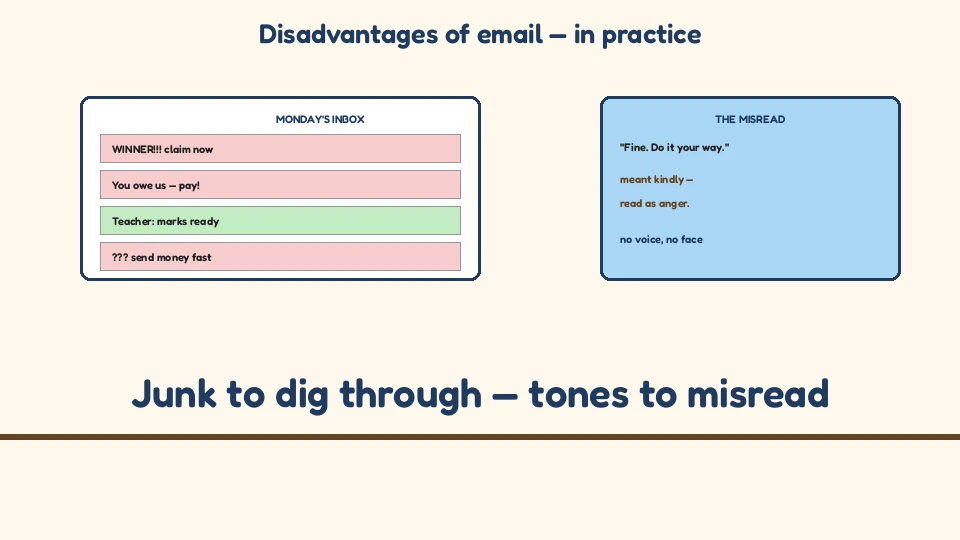 Disadvantages of email — in practice
MONDAY'S INBOX
WINNER!!! claim now
You owe us — pay!
Teacher: marks ready
??? send money fast
THE MISREAD
"Fine. Do it your way."
meant kindly —
read as anger.
no voice, no face
Junk to dig through — tones to misread